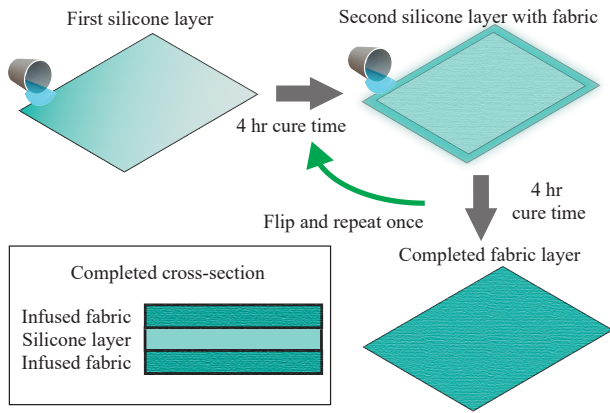 First silicone layer
Second silicone layer with fabric
4 hr cure time
4 hr
cure time
Flip and repeat once
Completed fabric layer
Completed cross-section
Infused fabric
Silicone layer
Infused fabric